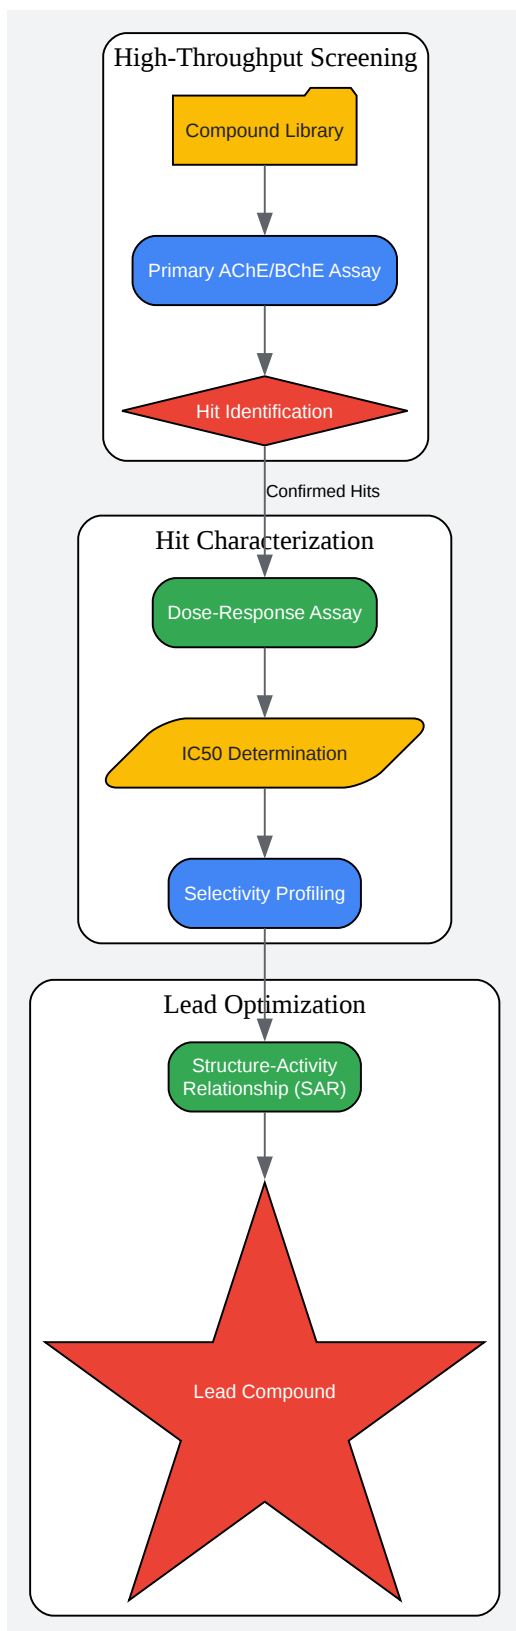 High-Throughput Screening
Compound Library
Primary AChE/BChE Assay
Hit Identification
Confirmed Hits
Hit Characterization
Dose-Response Assay
IC50 Determination
Selectivity Profiling
Lead Optimization
Structure-Activity
Relationship (SAR)
Lead Compound